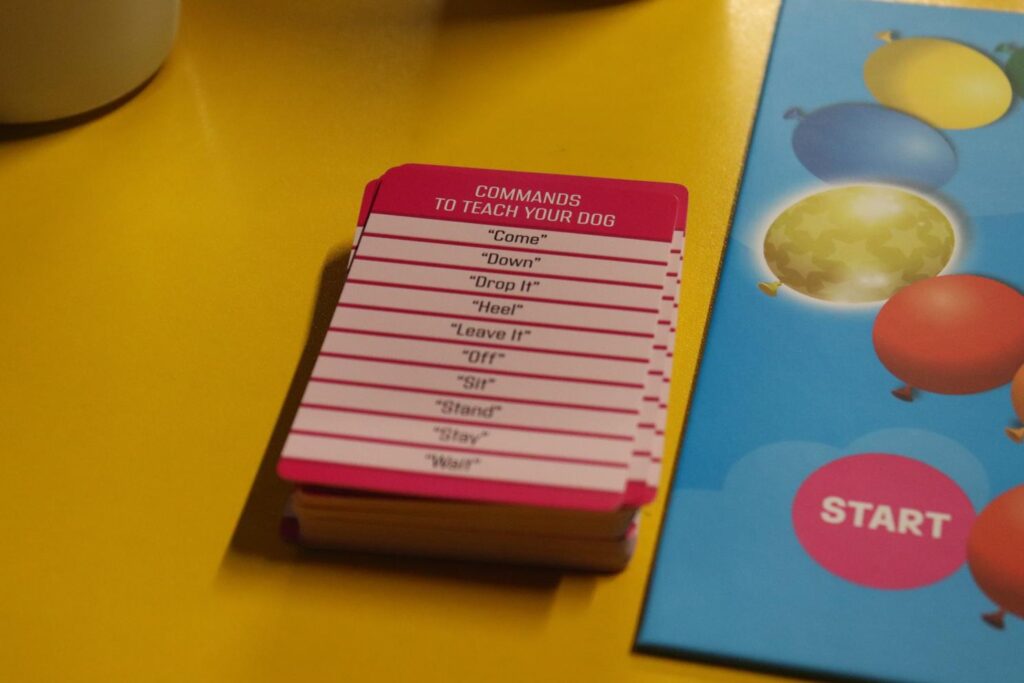 COMMANDS
TO TEACH YOUR DOG
“Come”
“Down”
“Drop It”
“Heel”
“Leave It”
“Off”
“Sit”
“Stand”
“Stay”
“Wait”
START